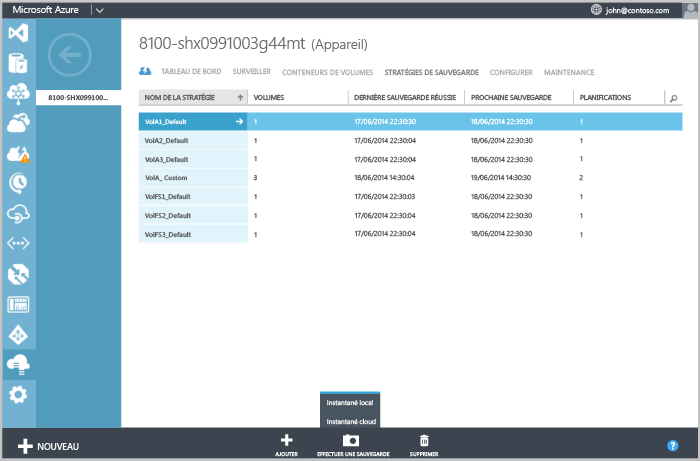 Microsoft Azure
john@contoso.com
8100-SHX099100...
8100-shx0991003g44mt (Appareil)
TABLEAU DE BORD SURVEILLER CONTENEURS DE VOLUMES STRATÉGIES DE SAUVEGARDE CONFIGURER MAINTENANCE
NOM DE LA STRATÉGIE VOLUMES DERNIÈRE SAUVEGARDE RÉUSSIE PROCHAINE SAUVEGARDE PLANIFICATIONS
VolA1_Default 1 17/06/2014 22:30:30 18/06/2014 22:30:30 1
VolA2_Default 1 17/06/2014 22:30:04 18/06/2014 22:30:30 1
VolA3_Default 1 17/06/2014 22:30:04 18/06/2014 22:30:30 1
VolA_ Custom 3 18/06/2014 14:30:04 19/06/2014 14:30:30 2
VolFS1_Default 1 17/06/2014 22:30:03 18/06/2014 22:30:30 1
VolFS2_Default 1 17/06/2014 22:30:04 18/06/2014 22:30:30 1
VolFS3_Default 1 17/06/2014 22:30:04 18/06/2014 22:30:30 1
Instantané local
Instantané cloud
NOUVEAU
AJOUTER EFFECTUER UNE SAUVEGARDE SUPPRIMER
?